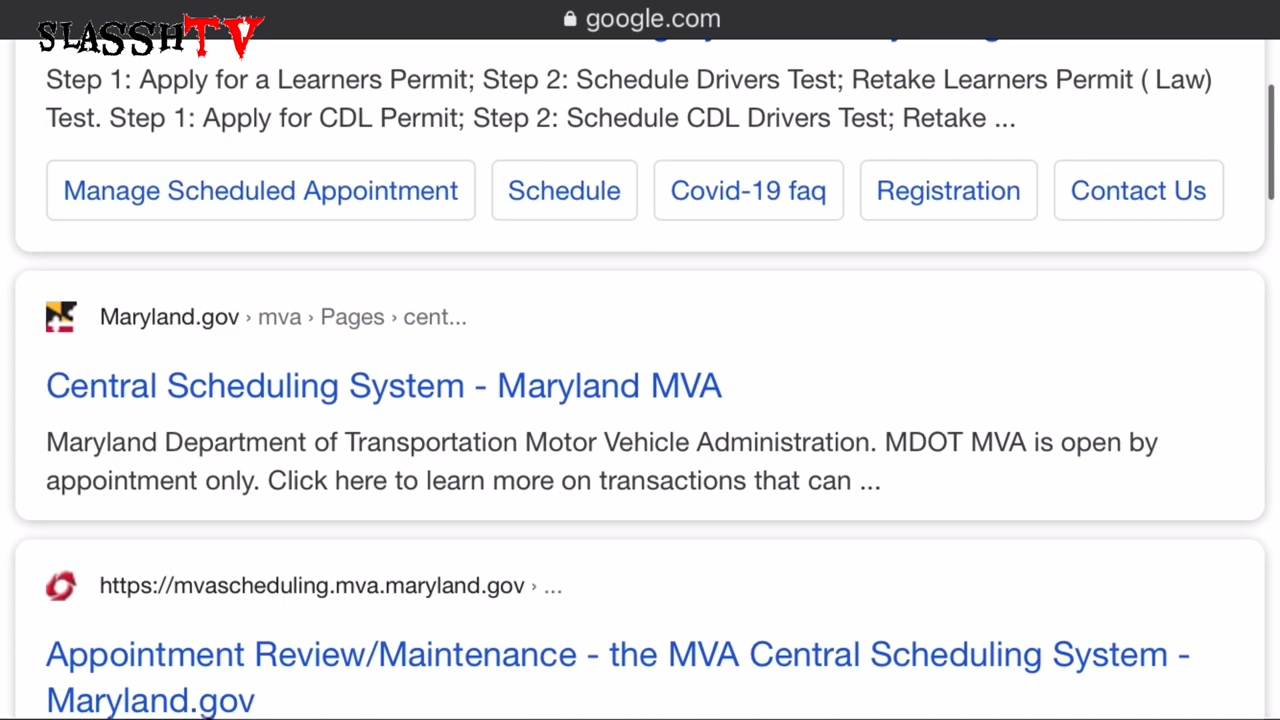 SLASSHTV
google.com
Step 1: Apply for a Learners Permit; Step 2: Schedule Drivers Test; Retake Learners Permit ( Law)
Test. Step 1: Apply for CDL Permit; Step 2: Schedule CDL Drivers Test; Retake ...
Manage Scheduled Appointment Schedule Covid-19 faq Registration Contact Us
Maryland.gov › mva › Pages › cent...
Central Scheduling System - Maryland MVA
Maryland Department of Transportation Motor Vehicle Administration. MDOT MVA is open by
appointment only. Click here to learn more on transactions that can ...
https://mvascheduling.mva.maryland.gov › ...
Appointment Review/Maintenance - the MVA Central Scheduling System -
Maryland.gov